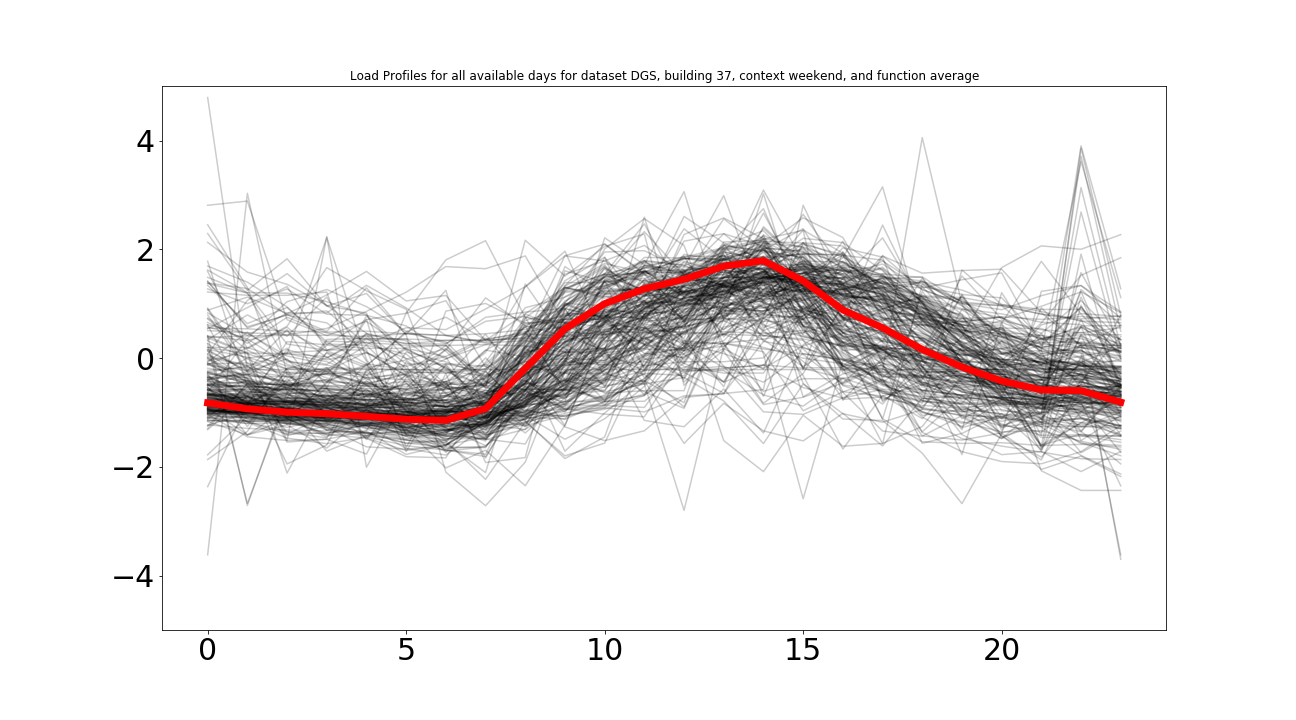 Load Profiles for all available days for dataset DGS, building 37, context weekend, and function average
4
2
0
−2
−4
0 5 10 15 20